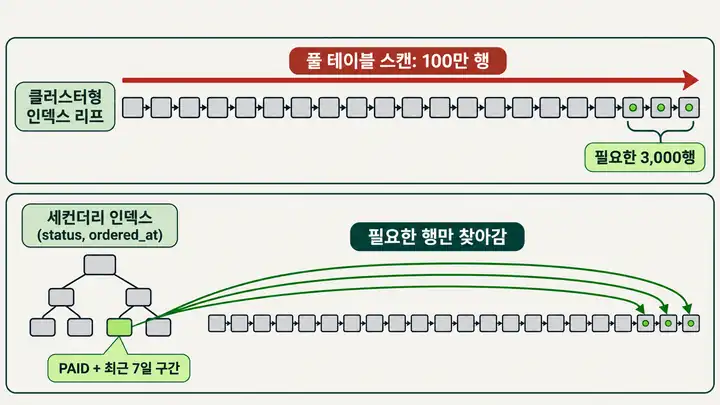 풀 테이블 스캔: 100만 행
클러스터형
인덱스 리프
필요한 3,000행
세컨더리 인덱스
(status, ordered_at)
필요한 행만 찾아감
PAID + 최근 7일 구간